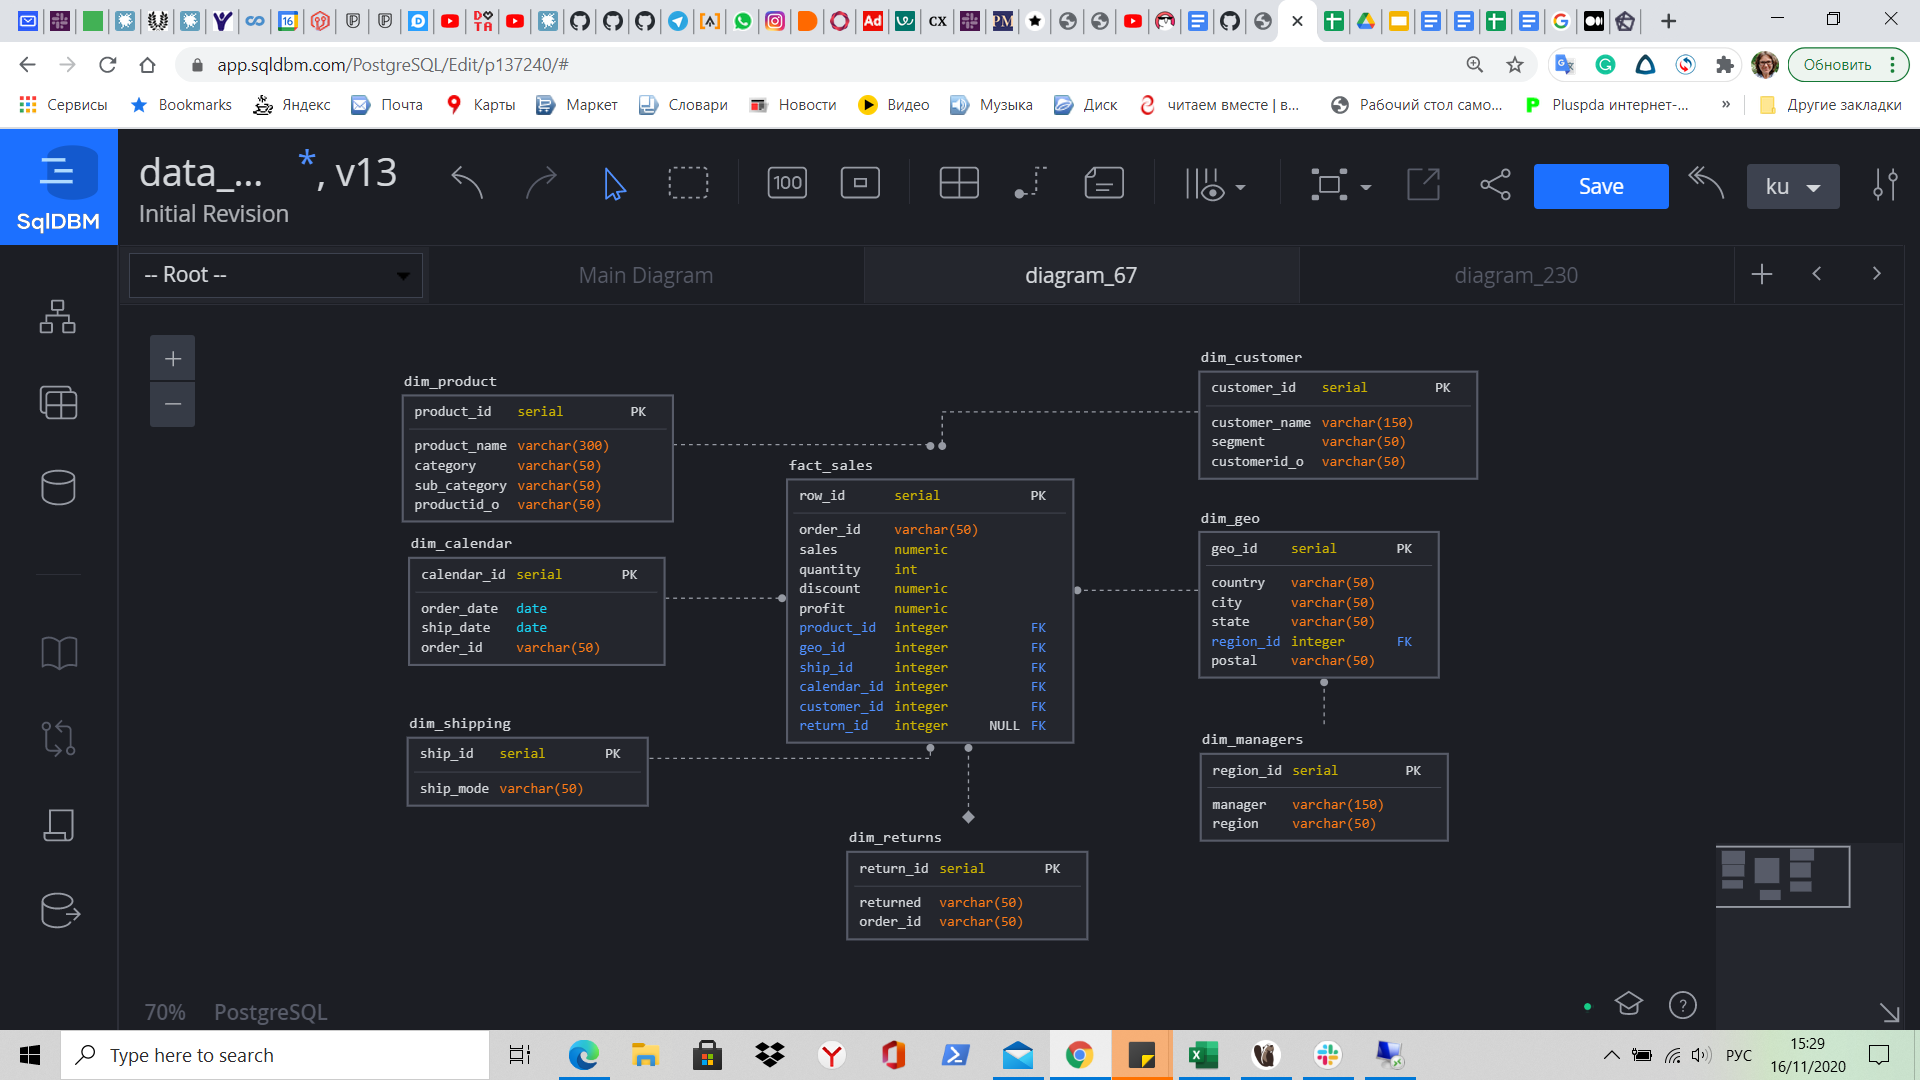 app.sqldbm.com/PostgreSQL/Edit/p137240/#
Обновить
Сервисы
Bookmarks
Яндекс
Почта
Карты
Маркет
Словари
Новости
Видео
Музыка
Диск
читаем вместе | в...
Рабочий стол само...
Pluspda интернет-...
»
Другие закладки
SqlDBM
data_... *, v13
Initial Revision
100
Save
ku
-- Root --
Main Diagram
diagram_67
diagram_230
dim_product
product_id serial PK
product_name varchar(300)
category varchar(50)
sub_category varchar(50)
productid_o varchar(50)
dim_calendar
calendar_id serial PK
order_date date
ship_date date
order_id varchar(50)
dim_shipping
ship_id serial PK
ship_mode varchar(50)
fact_sales
row_id serial PK
order_id varchar(50)
sales numeric
quantity int
discount numeric
profit numeric
product_id integer FK
geo_id integer FK
ship_id integer FK
calendar_id integer FK
customer_id integer FK
return_id integer NULL FK
dim_returns
return_id serial PK
returned varchar(50)
order_id varchar(50)
dim_customer
customer_id serial PK
customer_name varchar(150)
segment varchar(50)
customerid_o varchar(50)
dim_geo
geo_id serial PK
country varchar(50)
city varchar(50)
state varchar(50)
region_id integer FK
postal varchar(50)
dim_managers
region_id serial PK
manager varchar(150)
region varchar(50)
70% PostgreSQL
Type here to search
РУС
15:29
16/11/2020